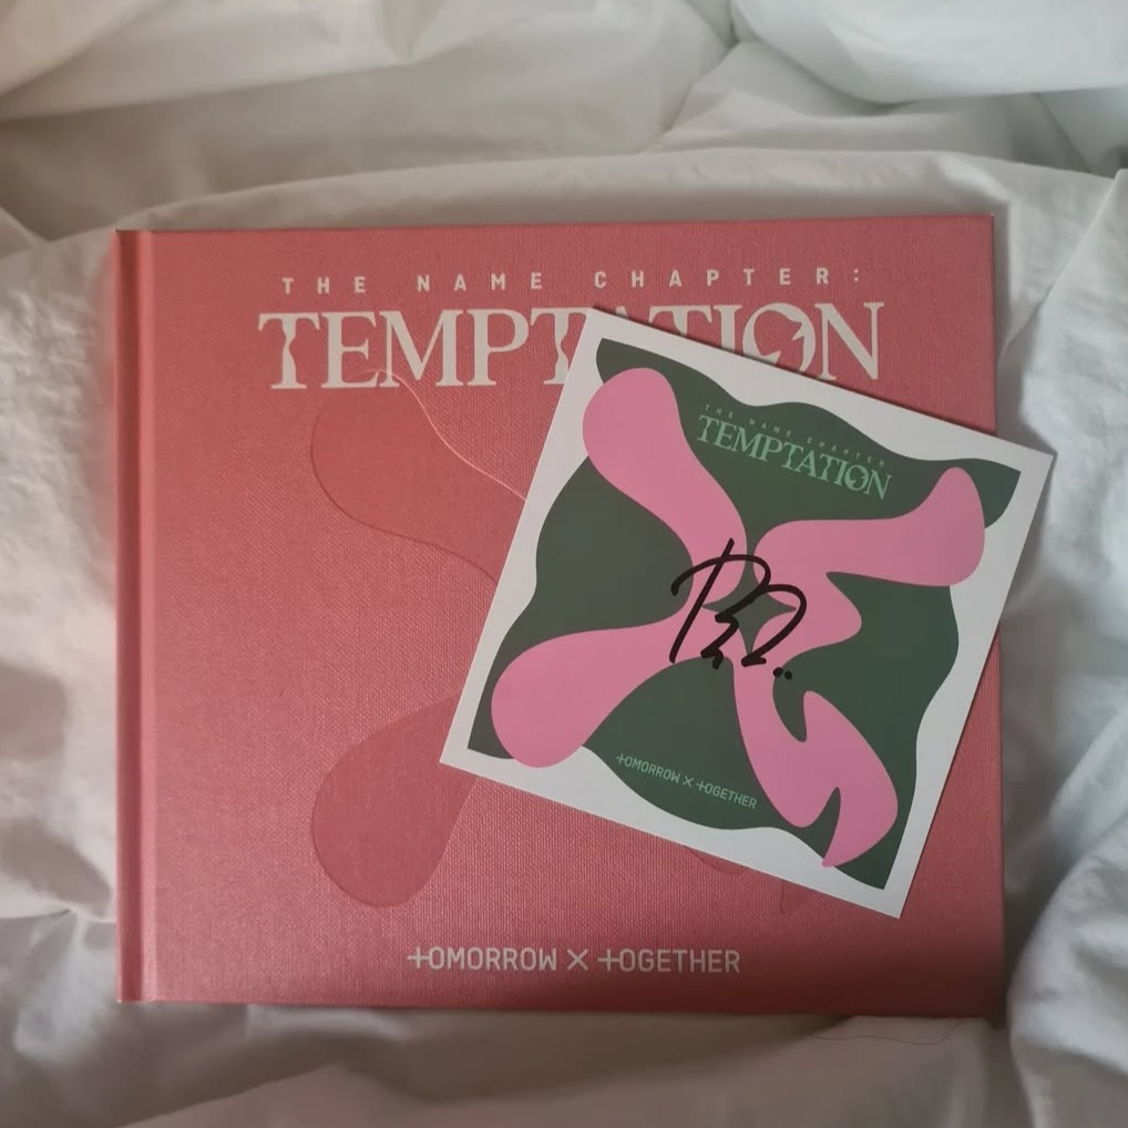 THE NAME CHAPTER:
TEMPTATION
THE NAME CHAPTER:
TEMPTATION
TOMORROW X TOGETHER
TOMORROW X TOGETHER